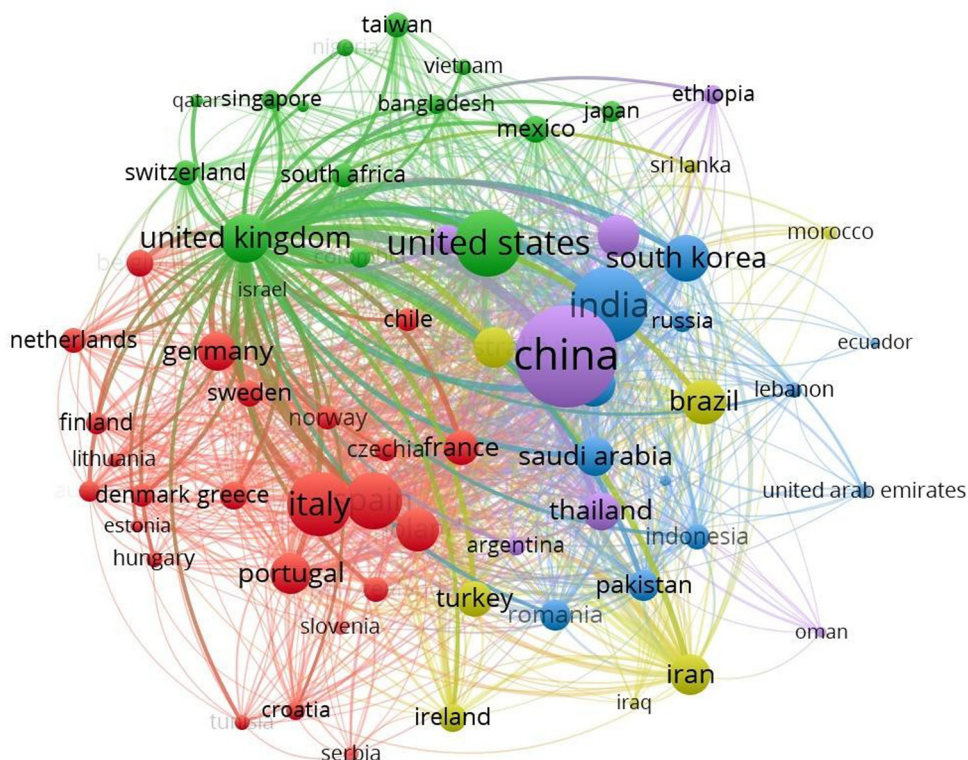 taiwan
nigeria
vietnam
qatar
singapore
bangladesh
ethiopia
japan
mexico
sri lanka
switzerland
south africa
morocco
united kingdom
united states
south korea
israel
india
chile
russia
netherlands
germany
china
ecuador
sweden
lebanon
brazil
finland
norway
czechia
france
lithuania
saudi arabia
denmark
greece
italy
spain
united arab emirates
thailand
estonia
indonesia
argentina
hungary
portugal
pakistan
turkey
romania
slovenia
oman
iran
iraq
croatia
ireland
tunisia
serbia